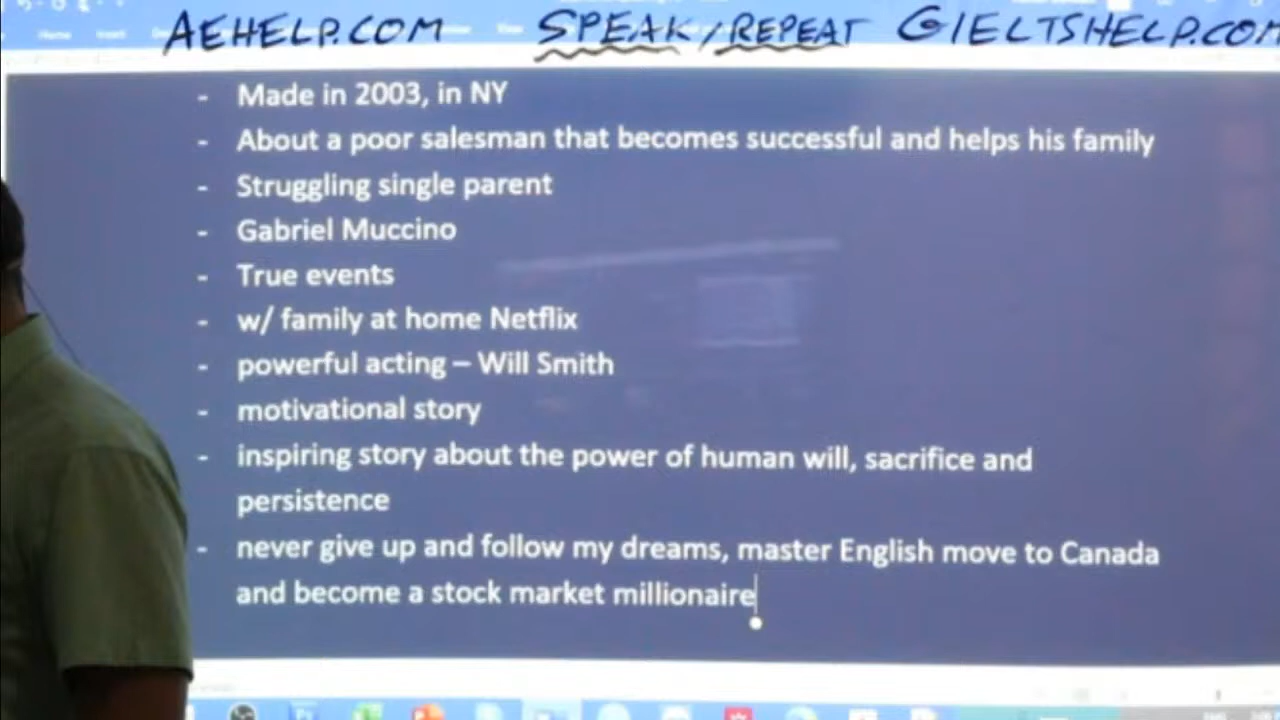 AEHELP.COM SPEAK/REPEAT GIELTSHELP.COM
Home Insert
- Made in 2003, in NY
- About a poor salesman that becomes successful and helps his family
- Struggling single parent
- Gabriel Muccino
- True events
- w/ family at home Netflix
- powerful acting – Will Smith
- motivational story
- inspiring story about the power of human will, sacrifice and
persistence
- never give up and follow my dreams, master English move to Canada
and become a stock market millionaire